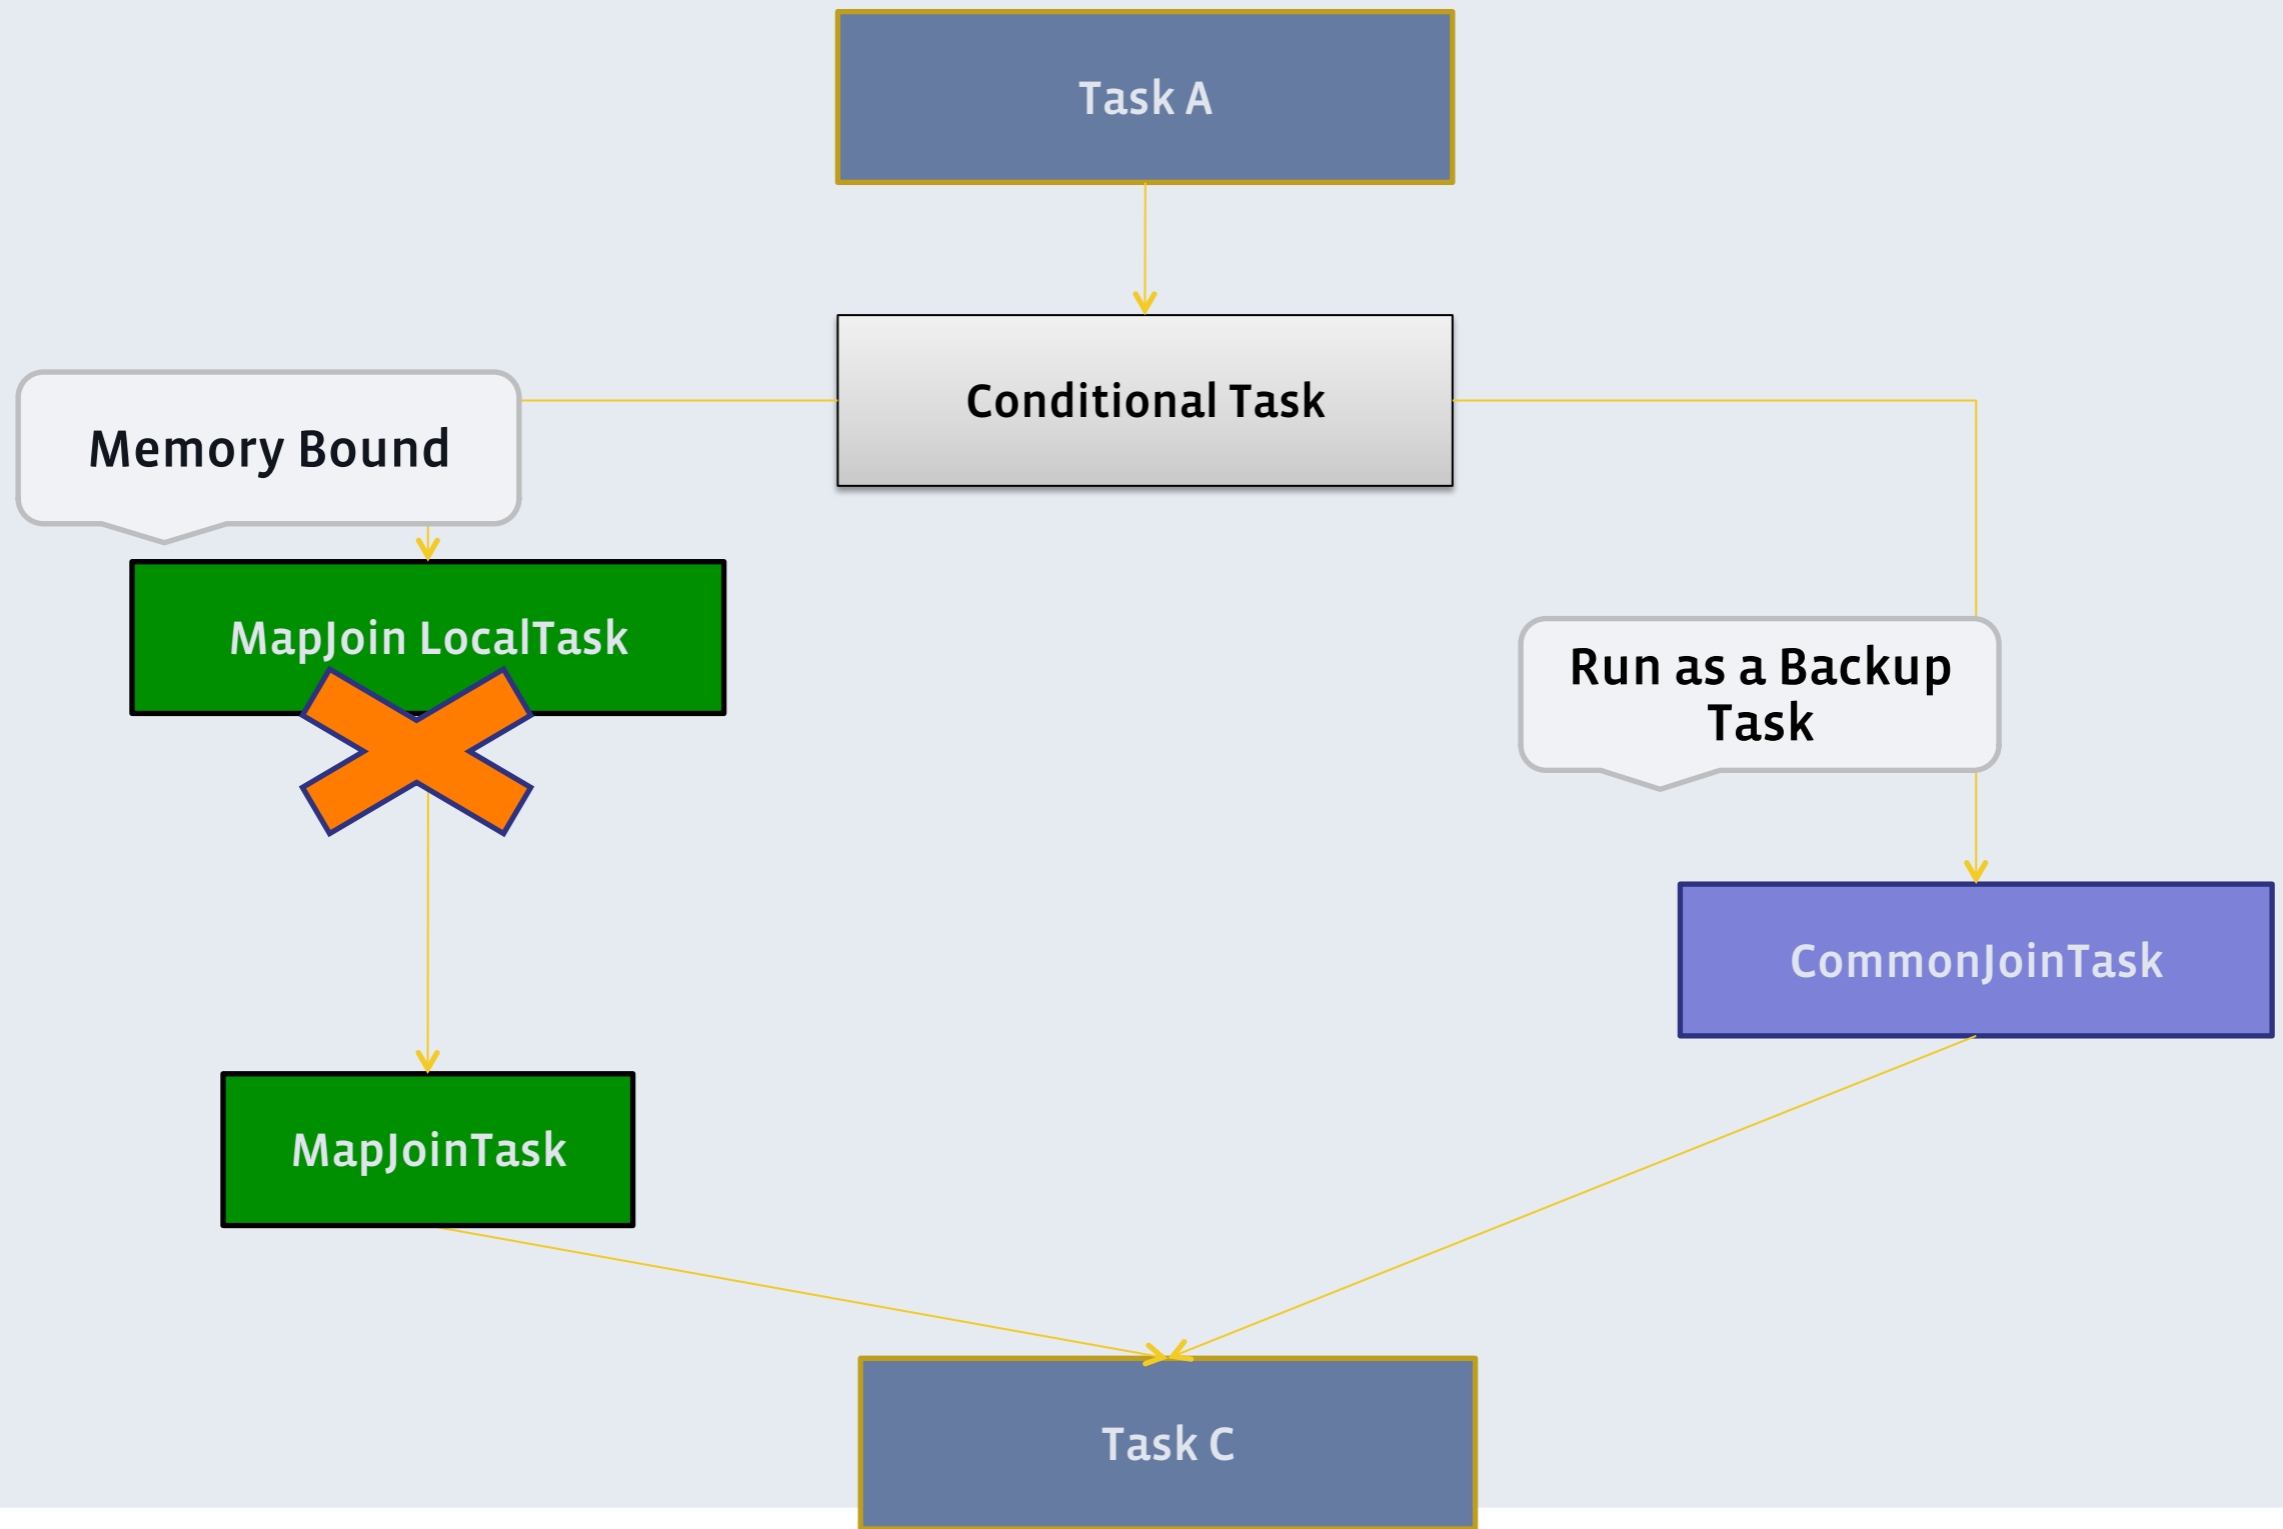 Task A
Conditional Task
Memory Bound
MapJoin LocalTask
Run as a Backup
Task
CommonJoinTask
MapJoinTask
Task C